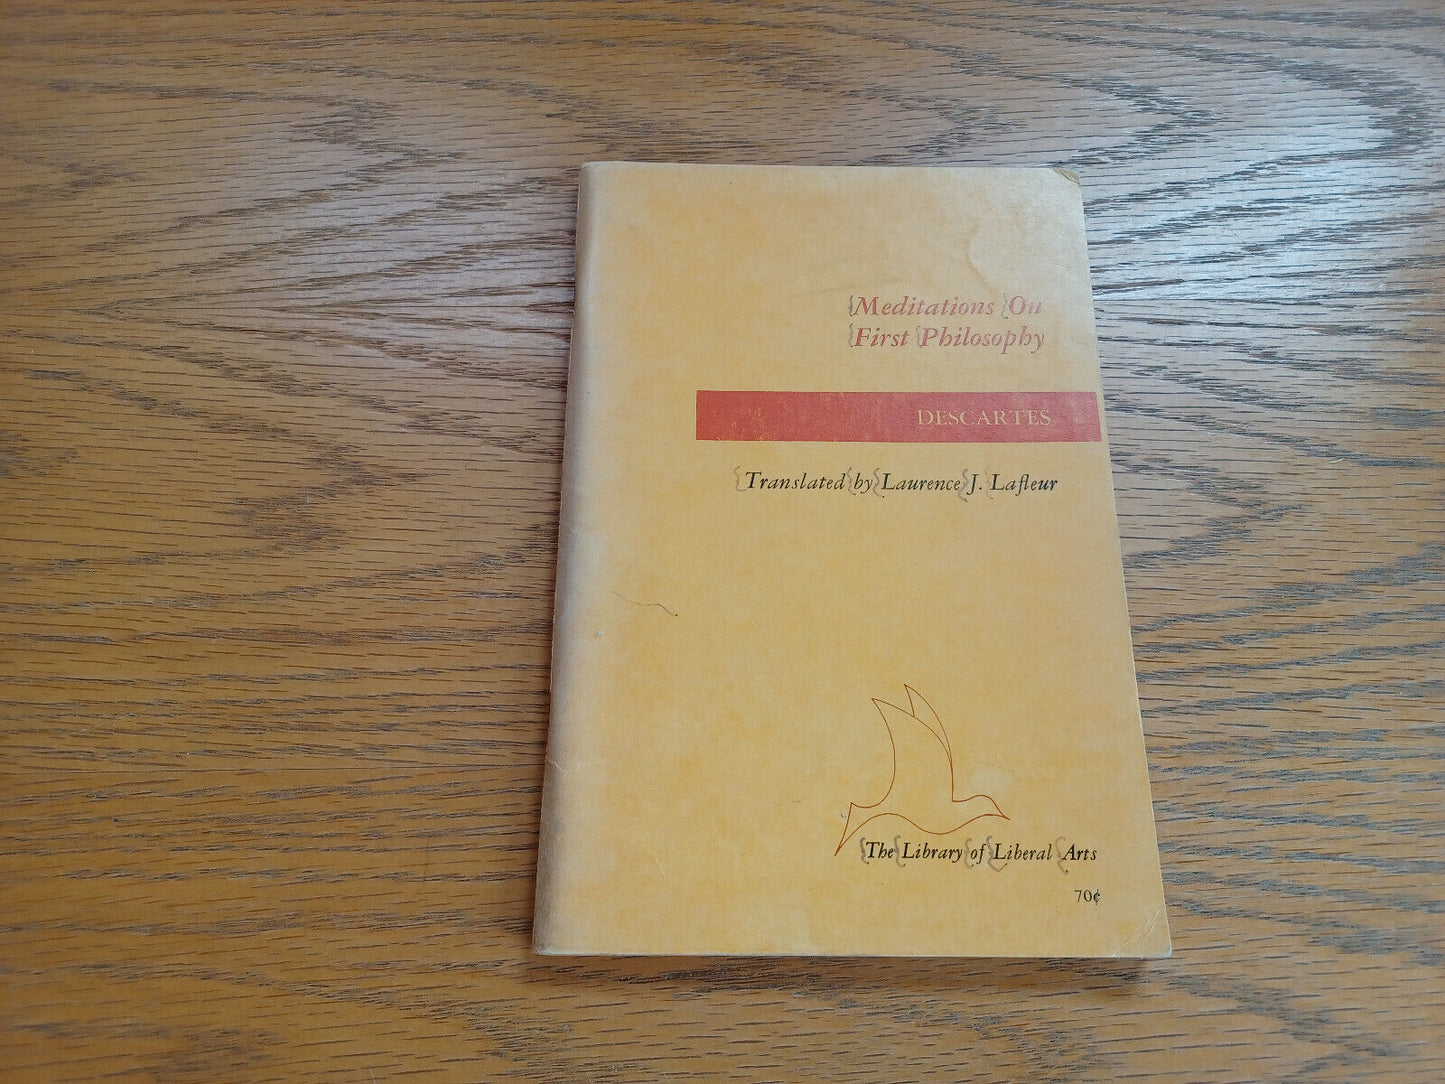 Meditations On
First Philosophy
DESCARTES
Translated by Laurence J. Lafleur
The Library of Liberal Arts
70¢